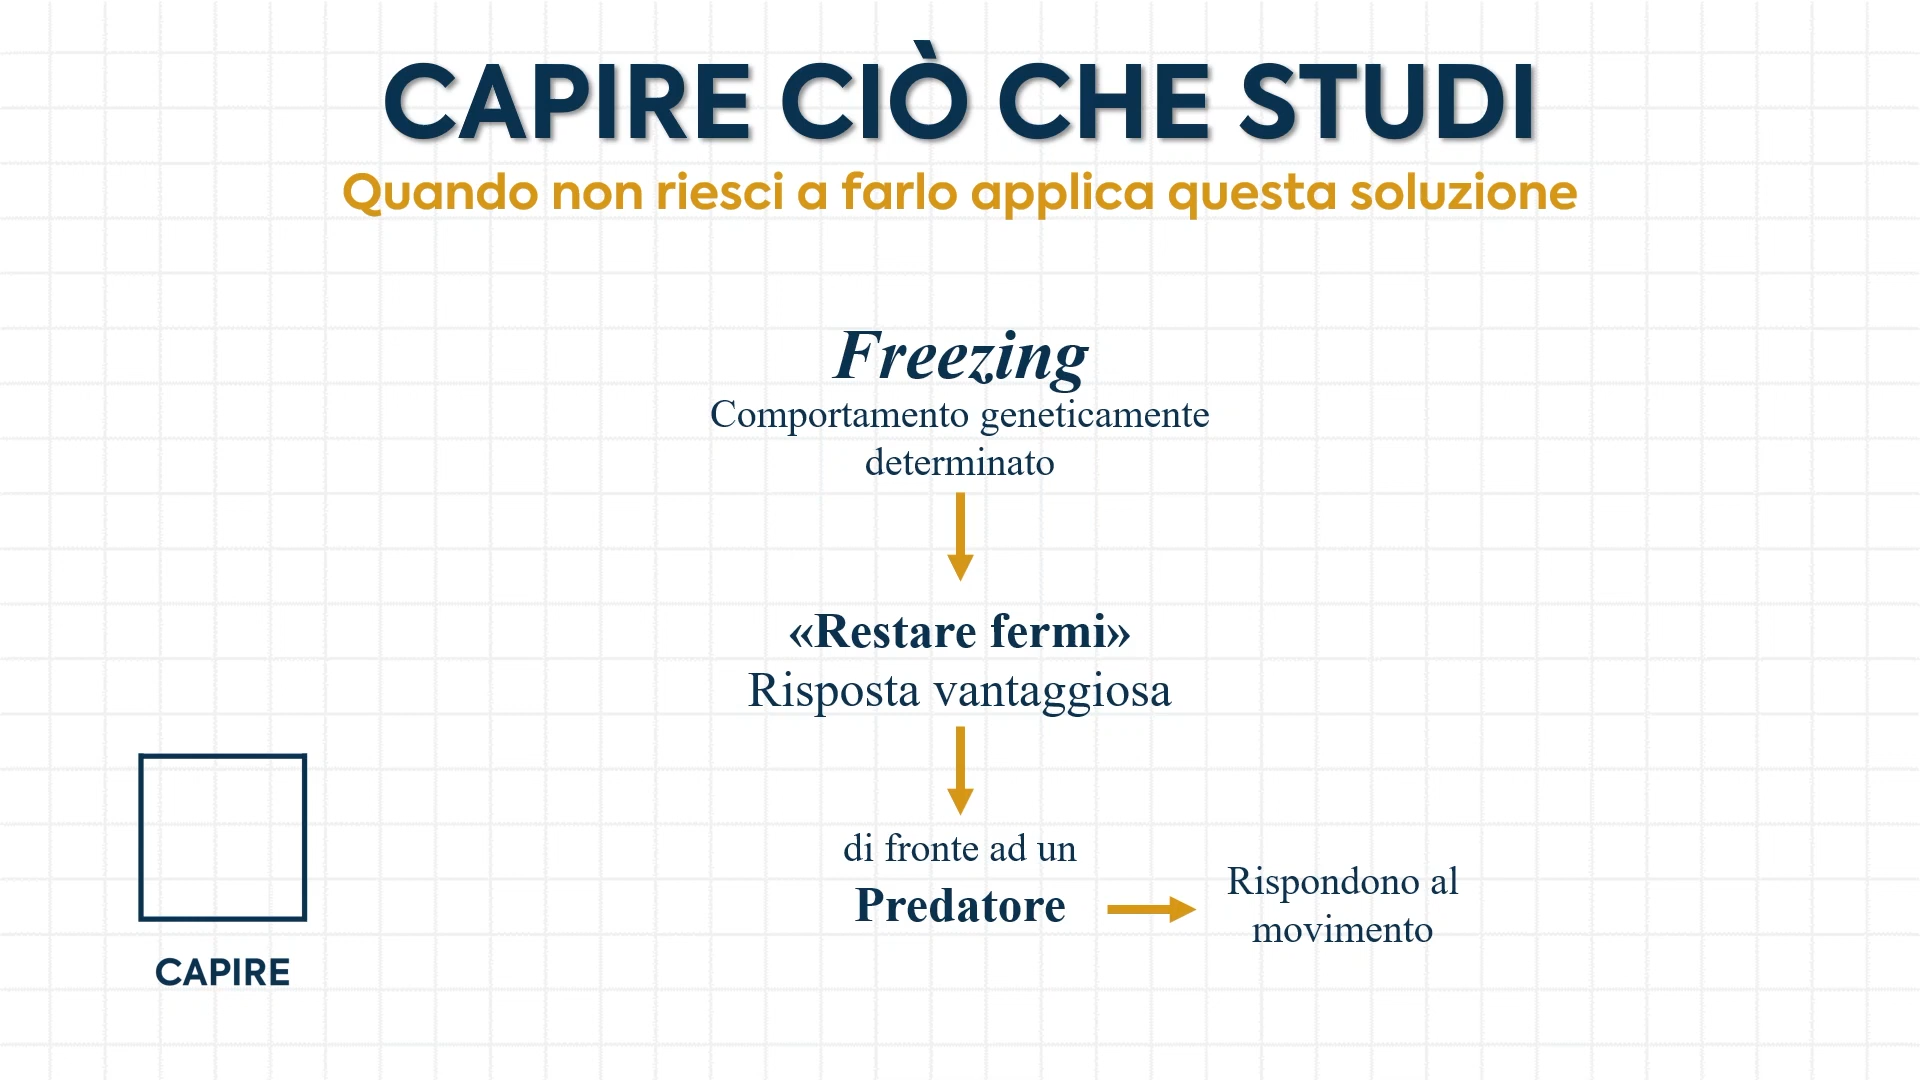 CAPIRE CIÒ CHE STUDI
Quando non riesci a farlo applica questa soluzione
Freezing
Comportamento geneticamente
determinato
«Restare fermi»
Risposta vantaggiosa
di fronte ad un
Predatore
Rispondono al
movimento
CAPIRE